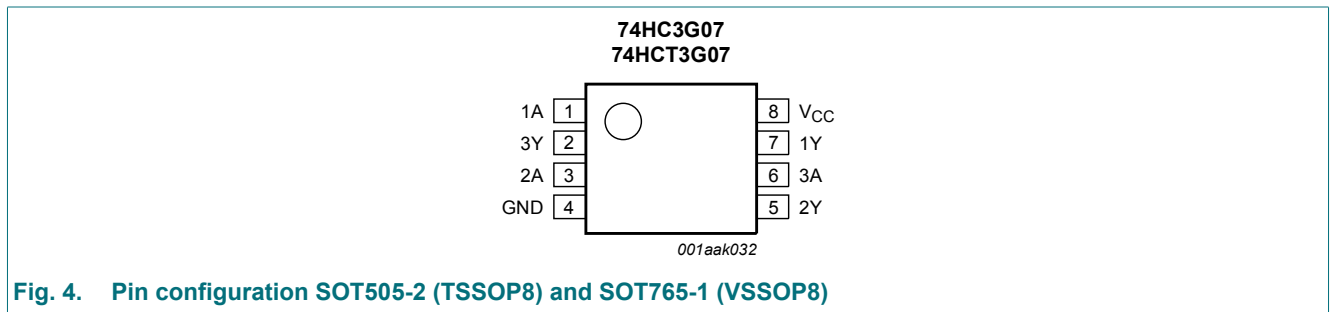 74HC3G07
74HCT3G07
1A 1 8 VCC
3Y 2 7 1Y
2A 3 6 3A
GND 4 5 2Y
001aak032
Fig. 4. Pin configuration SOT505-2 (TSSOP8) and SOT765-1 (VSSOP8)